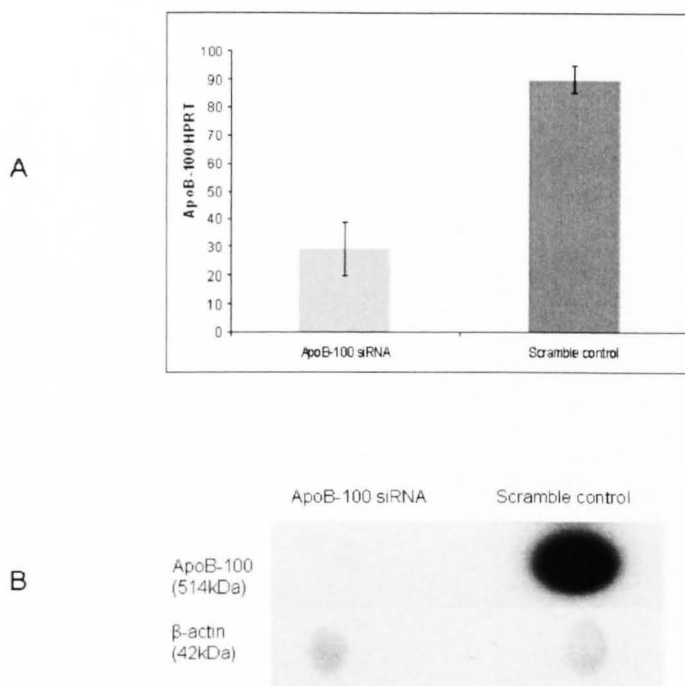 A
ApoB-100 HPRT
100
90
80
70
60
50
40
30
20
10
0
ApoB-100 siRNA
Scramble control
B
ApoB-100 siRNA
Scramble control
ApoB-100
(514kDa)
β-actin
(42kDa)